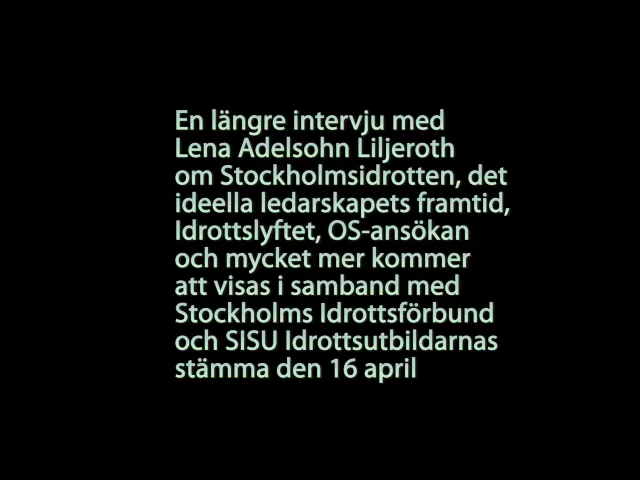 En längre intervju med
Lena Adelsohn Liljeroth
om Stockholmsidrotten, det
ideella ledarskapets framtid,
Idrottslyftet, OS-ansökan
och mycket mer kommer
att visas i samband med
Stockholms Idrottsförbund
och SISU Idrottsutbildarnas
stämma den 16 april